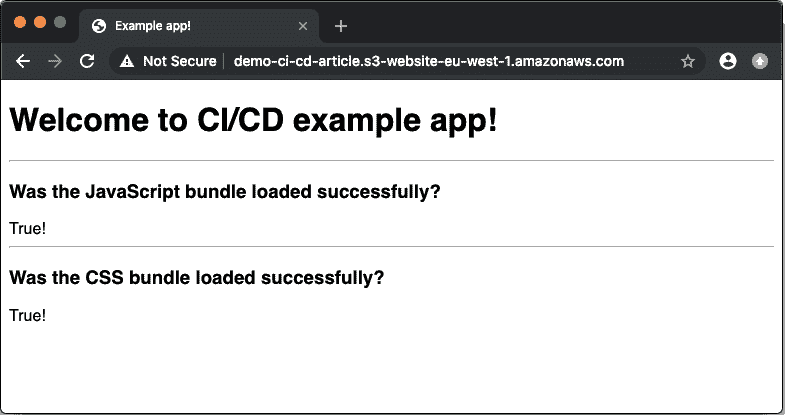 Example app!
Not Secure demo-ci-cd-article.s3-website-eu-west-1.amazonaws.com
Welcome to CI/CD example app!
Was the JavaScript bundle loaded successfully?
True!
Was the CSS bundle loaded successfully?
True!